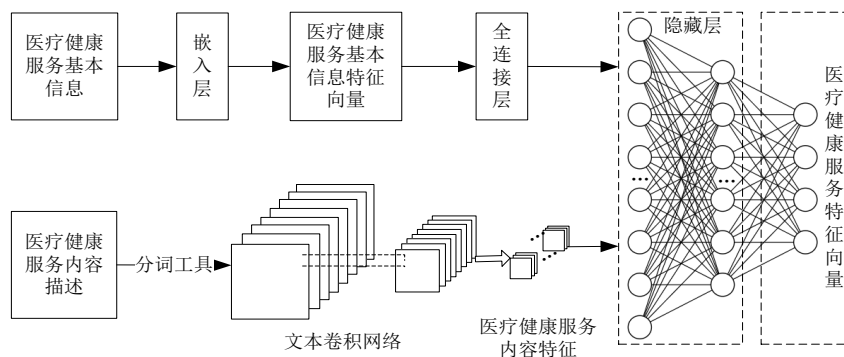 医疗健康
服务基本
信息
嵌
入
层
医疗健康
服务基本
信息特征
向量
全
连
接
层
隐藏层
医
疗
健
康
服
务
特
征
向
量
医疗健康
服务内容
描述
分词工具
文本卷积网络
医疗健康服务
内容特征